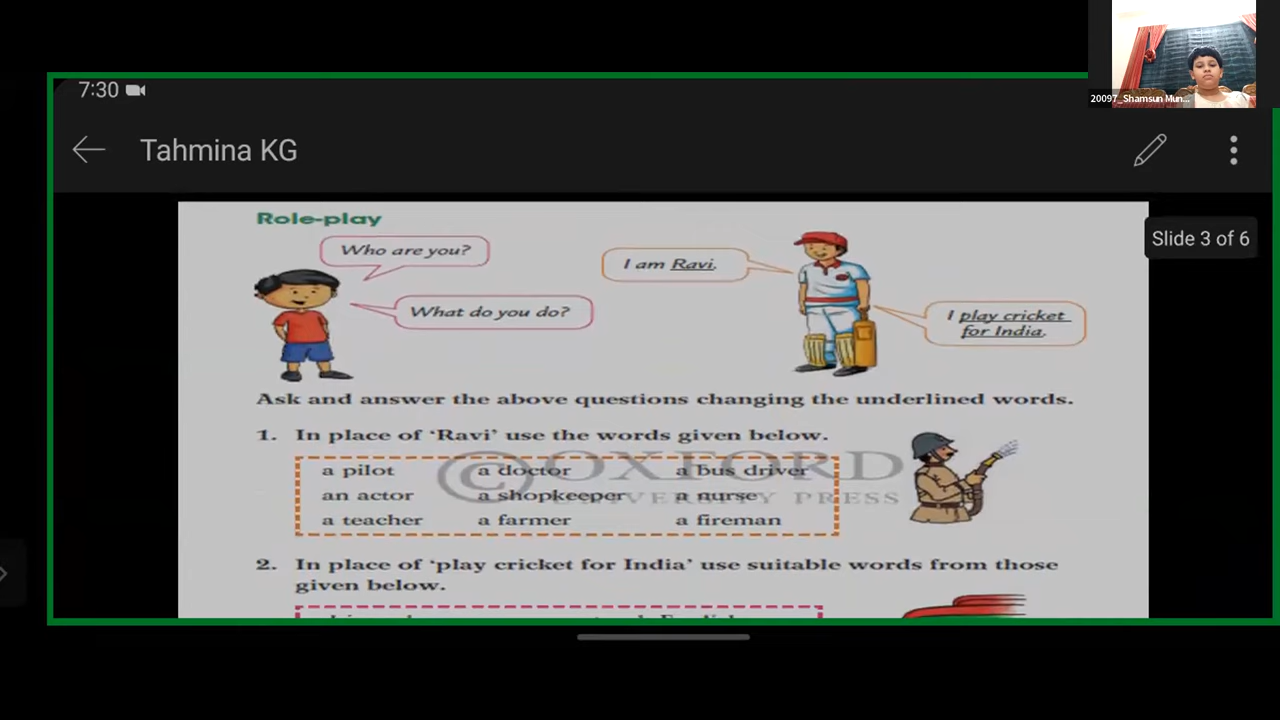 7:30
20097_Shamsun Mun...
Tahmina KG
Slide 3 of 6
Role-play
Who are you?
What do you do?
I am Ravi.
I play cricket
for India.
Ask and answer the above questions changing the underlined words.
1. In place of 'Ravi' use the words given below.
a pilot a doctor a bus driver
an actor a shopkeeper a nurse
a teacher a farmer a fireman
© OXFORD
UNIVERSITY PRESS
2. In place of 'play cricket for India' use suitable words from those
given below.